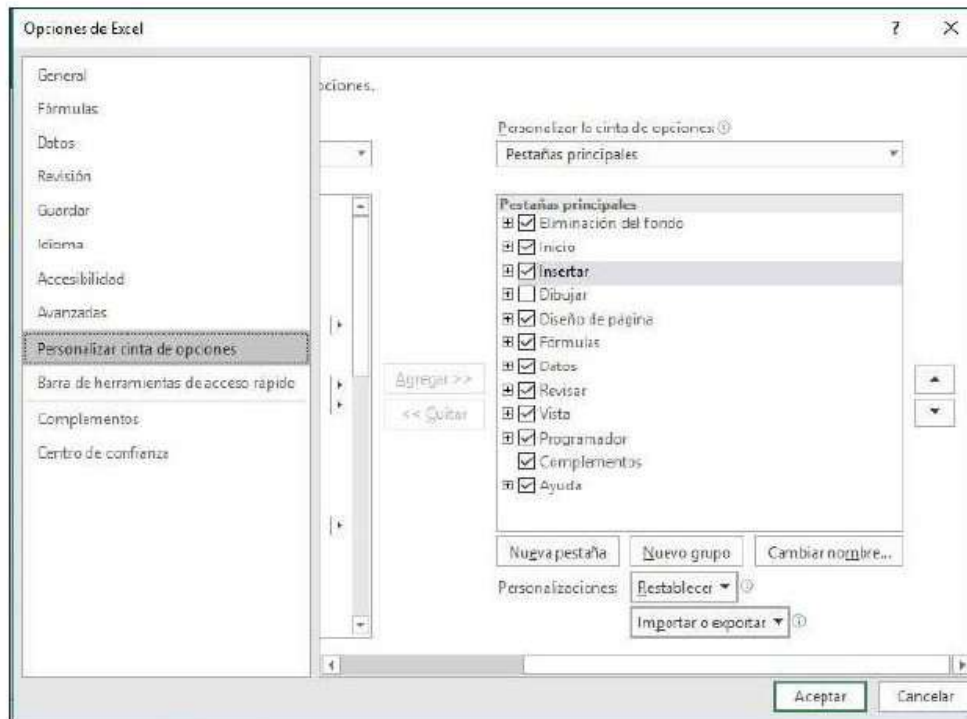 Opciones de Excel
General
Fórmulas
Datos
Revisión
Guardar
Idioma
Accesibilidad
Avanzadas
Personalizar cinta de opciones
Barra de herramientas de acceso rápido
Complementos
Centro de confianza
pciones.
Agregar >>
<< Quitar
Personalizar la cinta de opciones:
Pestañas principales
Pestañas principales
Eliminación del fondo
Inicio
Insertar
Dibujar
Diseño de página
Fórmulas
Datos
Revisar
Vista
Programador
Complementos
Ayuda
Nueva pestaña Nuevo grupo Cambiar nombre...
Personalizaciones: Restablecer
Importar o exportar
Aceptar Cancelar